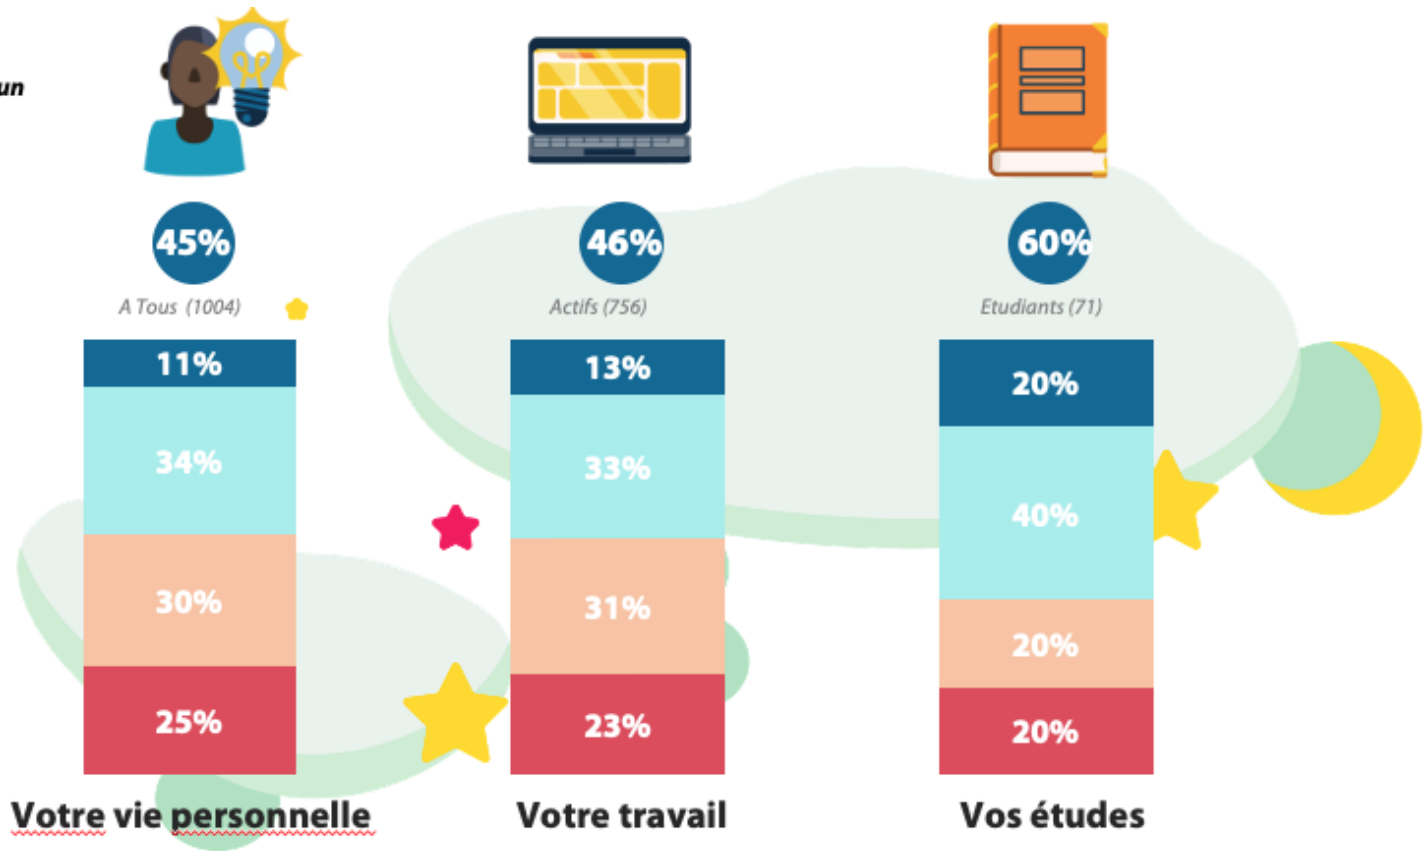 un
45%
46%
60%
A Tous (1004)
Actifs (756)
Etudiants (71)
11%
13%
20%
34%
33%
40%
30%
31%
20%
25%
23%
20%
Votre vie personnelle
Votre travail
Vos études